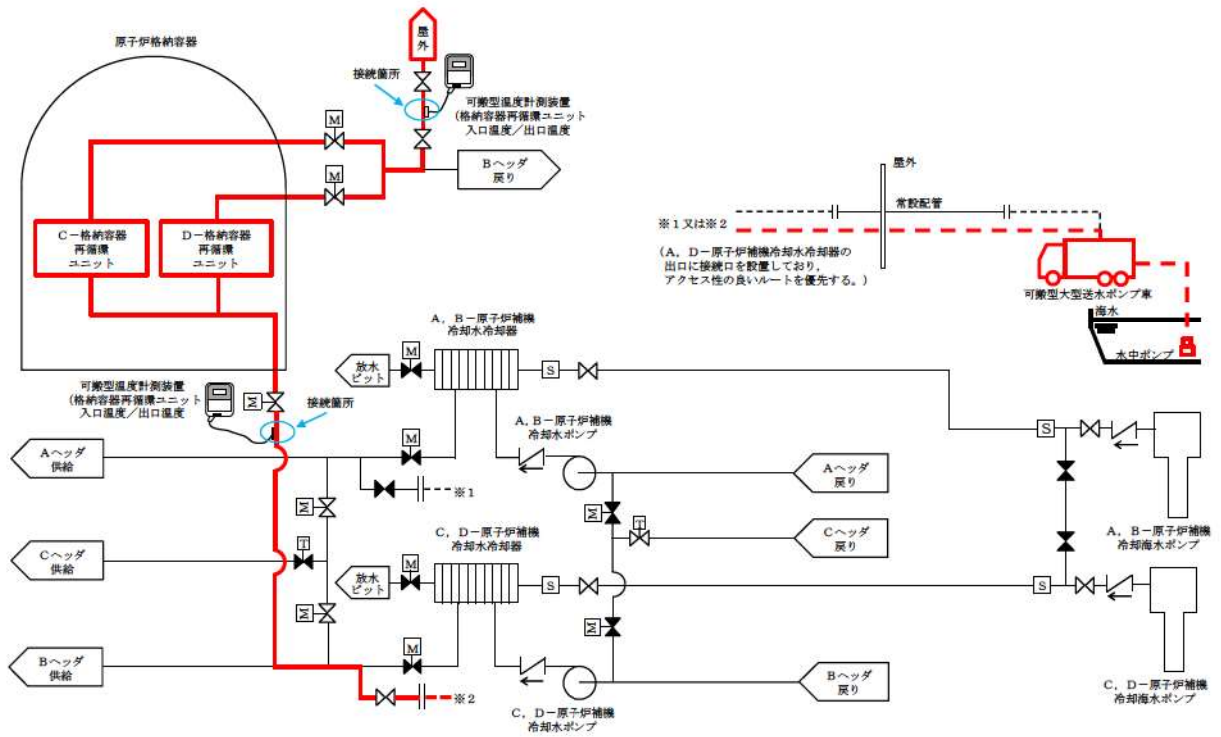 原子炉格納容器
屋
外
接続箇所
可搬型温度計測装置
(格納容器再循環ユニット
入口温度/出口温度
M
M
Bヘッダ
戻り
C-格納容器
再循環
ユニット
D-格納容器
再循環
ユニット
屋外
常設配管
※1又は※2
(A,D-原子炉補機冷却水冷却器の
出口に接続口を設置しており,
アクセス性の良いルートを優先する。)
可搬型大型送水ポンプ車
海水
水中ポンプ
A,B-原子炉補機
冷却水冷却器
放水
ピット
M
S
可搬型温度計測装置
(格納容器再循環ユニット
入口温度/出口温度
M
接続箇所
A,B-原子炉補機
冷却水ポンプ
S
Aヘッダ
供給
M
※1
Aヘッダ
戻り
M
M
T
Cヘッダ
戻り
A,B-原子炉補機
冷却海水ポンプ
Cヘッダ
供給
T
C,D-原子炉補機
冷却水冷却器
放水
ピット
M
S
S
M
M
Bヘッダ
供給
M
Bヘッダ
戻り
※2
C,D-原子炉補機
冷却水ポンプ
C,D-原子炉補機
冷却海水ポンプ